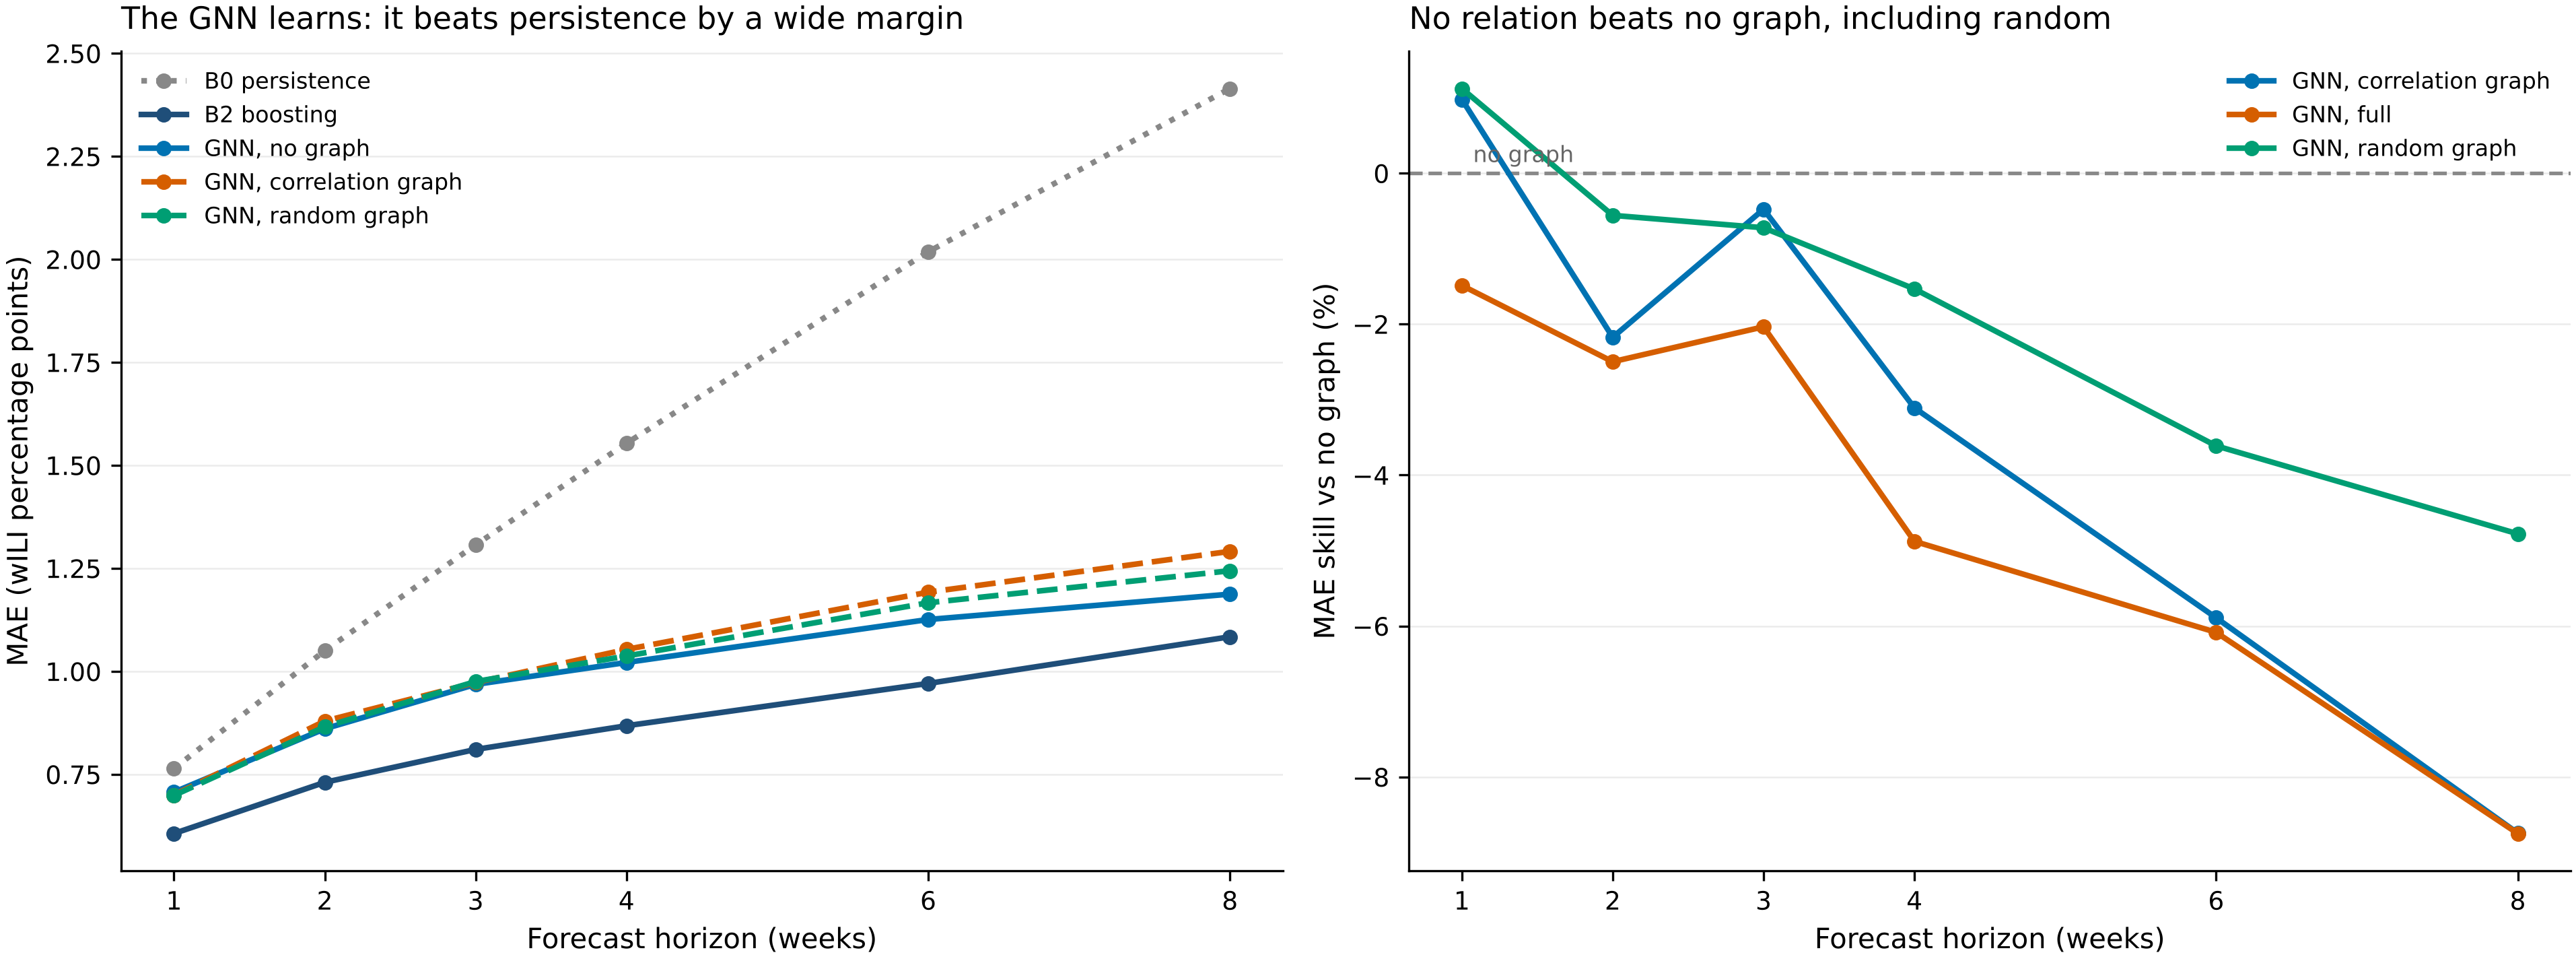 The GNN learns: it beats persistence by a wide margin
2.50
2.25
2.00
1.75
1.50
1.25
1.00
0.75
MAE (wILI percentage points)
B0 persistence
B2 boosting
GNN, no graph
GNN, correlation graph
GNN, random graph
1 2 3 4 6 8
Forecast horizon (weeks)
No relation beats no graph, including random
0
−2
−4
−6
−8
MAE skill vs no graph (%)
no graph
GNN, correlation graph
GNN, full
GNN, random graph
1 2 3 4 6 8
Forecast horizon (weeks)